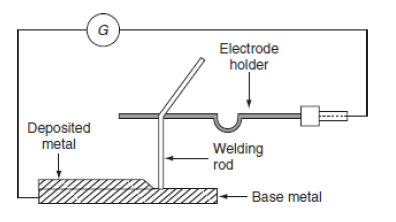 G
Electrode
holder
Deposited
metal
Welding
rod
Base metal